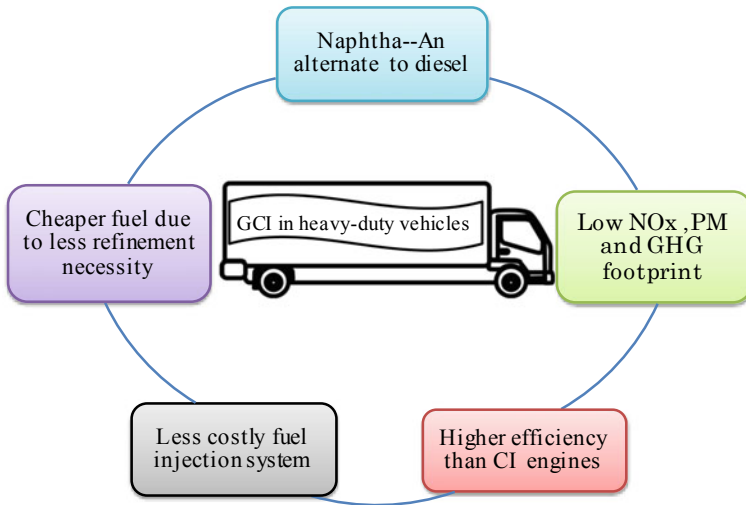 Naphtha--An
alternate to diesel
Cheaper fuel due
to less refinement
necessity
GCI in heavy-duty vehicles
Low NOx ,PM
and GHG
footprint
Less costly fuel
injection system
Higher efficiency
than CI engines